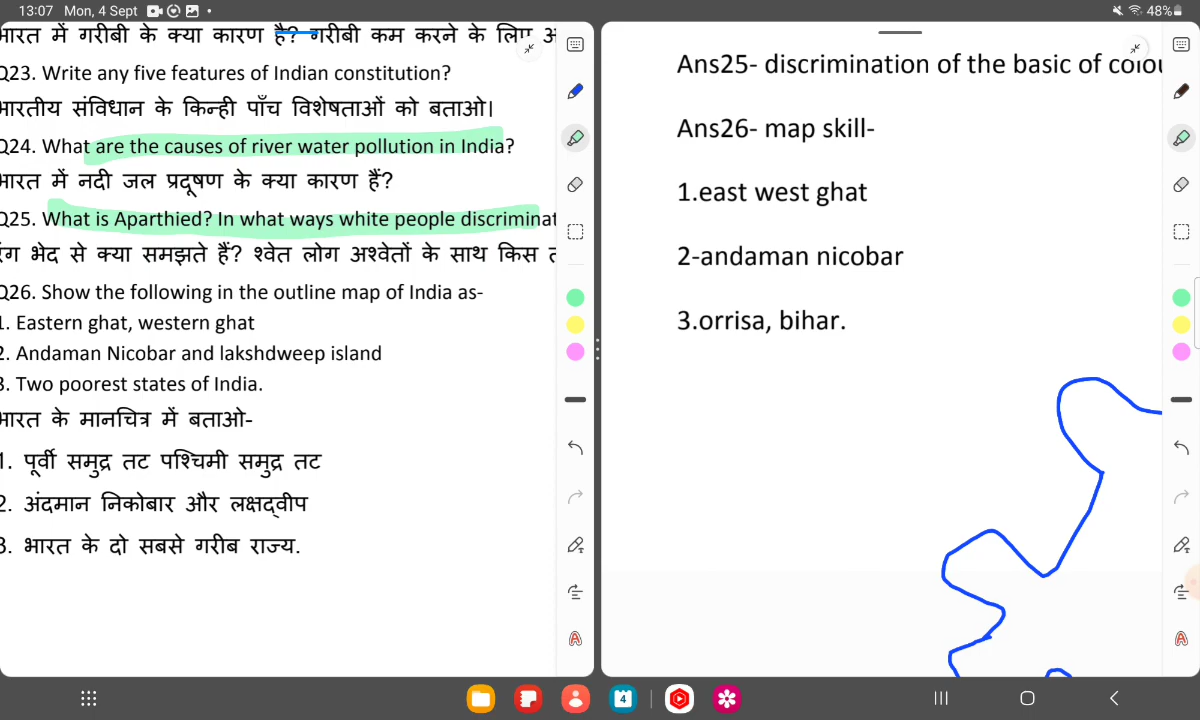 13:07 Mon, 4 Sept
48%
भारत में गरीबी के क्या कारण है? गरीबी कम करने के लिए
Q23. Write any five features of Indian constitution?
भारतीय संविधान के किन्ही पाँच विशेषताओं को बताओ।
Q24. What are the causes of river water pollution in India?
भारत में नदी जल प्रदूषण के क्या कारण हैं?
Q25. What is Aparthied? In what ways white people
भेद से क्या समझते हैं? श्वेत लोग अश्वेतों के साथ किस
Q26. Show the following in the outline map of India as-
1. Eastern ghat, western ghat
2. Andaman Nicobar and lakshdweep island
3. Two poorest states of India.
भारत के मानचित्र में बताओ-
1. पूर्वी समुद्र तट पश्चिमी समुद्र तट
2. अंदमान निकोबार और लक्षद्वीप
3. भारत के दो सबसे गरीब राज्य.
Ans25- discrimination of the basic of
Ans26- map skill-
1.east west ghat
2-andaman nicobar
3.orrisa, bihar.
4